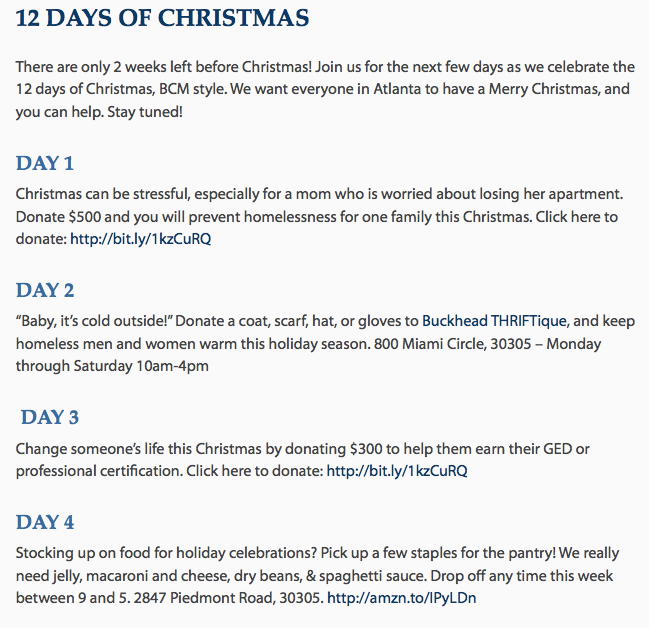 12 DAYS OF CHRISTMAS
There are only 2 weeks left before Christmas! Join us for the next few days as we celebrate the
12 days of Christmas, BCM style. We want everyone in Atlanta to have a Merry Christmas, and
you can help. Stay tuned!
DAY 1
Christmas can be stressful, especially for a mom who is worried about losing her apartment.
Donate $500 and you will prevent homelessness for one family this Christmas. Click here to
donate: http://bit.ly/1kzCuRQ
DAY 2
“Baby, it’s cold outside!” Donate a coat, scarf, hat, or gloves to Buckhead THRIFTique, and keep
homeless men and women warm this holiday season. 800 Miami Circle, 30305 – Monday
through Saturday 10am-4pm
DAY 3
Change someone’s life this Christmas by donating $300 to help them earn their GED or
professional certification. Click here to donate: http://bit.ly/1kzCuRQ
DAY 4
Stocking up on food for holiday celebrations? Pick up a few staples for the pantry! We really
need jelly, macaroni and cheese, dry beans, & spaghetti sauce. Drop off any time this week
between 9 and 5. 2847 Piedmont Road, 30305. http://amzn.to/IPyLDn